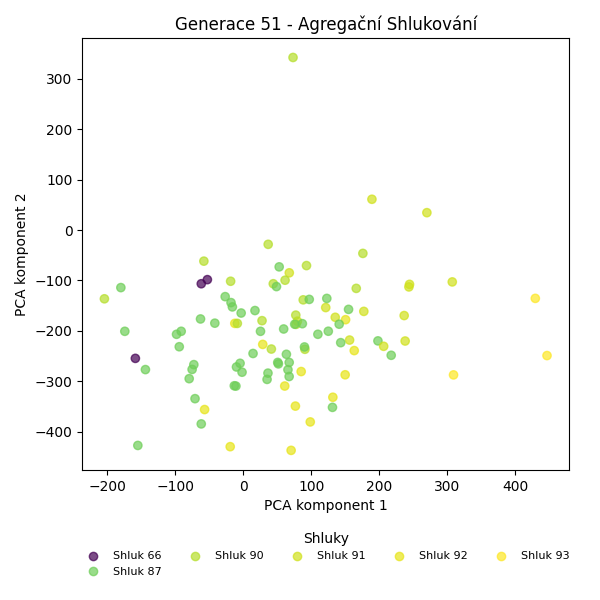 Generace 51 - Agregační Shlukování
300
200
100
0
−100
−200
−300
−400
PCA komponent 2
−200 −100 0 100 200 300 400
PCA komponent 1
Shluky
Shluk 66 Shluk 90 Shluk 91 Shluk 92 Shluk 93
Shluk 87